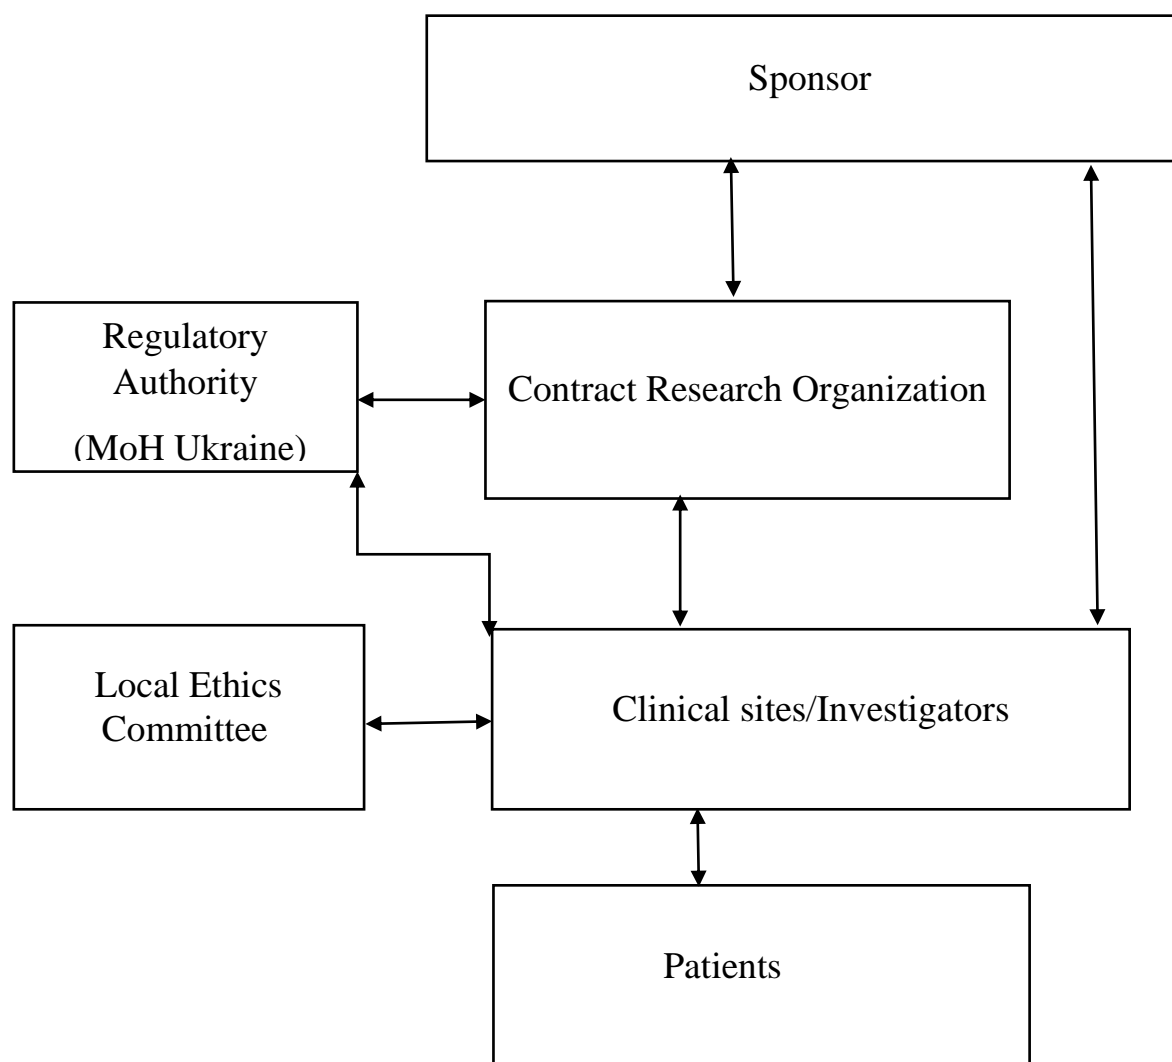 Sponsor
Regulatory
Authority
(MoH Ukraine)
Contract Research Organization
Local Ethics
Committee
Clinical sites/Investigators
Patients